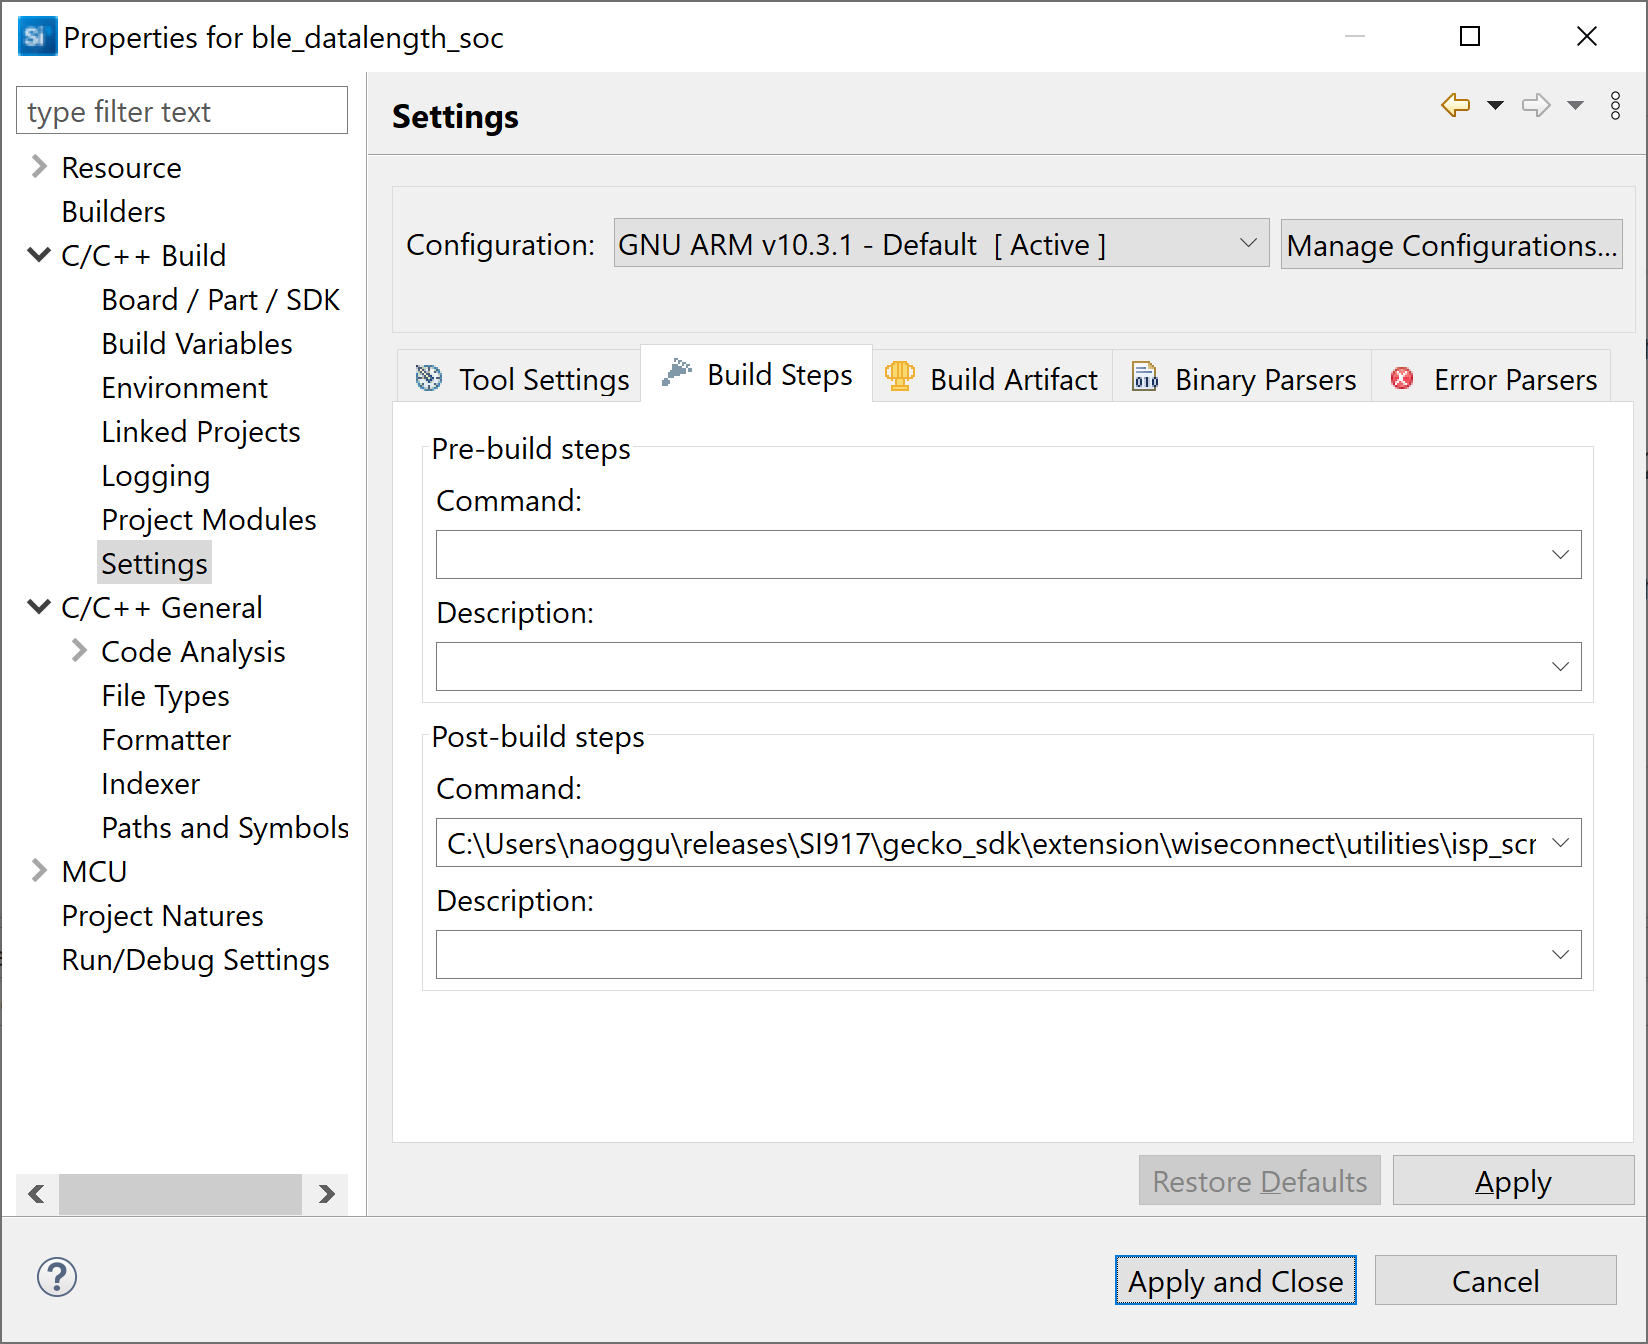 Si Properties for ble_datalength_soc
type filter text
Resource
Builders
C/C++ Build
Board / Part / SDK
Build Variables
Environment
Linked Projects
Logging
Project Modules
Settings
C/C++ General
Code Analysis
File Types
Formatter
Indexer
Paths and Symbols
MCU
Project Natures
Run/Debug Settings
Settings
Configuration: GNU ARM v10.3.1 - Default [ Active ] Manage Configurations...
Tool Settings Build Steps Build Artifact 010 Binary Parsers Error Parsers
Pre-build steps
Command:
Description:
Post-build steps
Command:
C:\Users\naoggu\releases\SI917\gecko_sdk\extension\wiseconnect\utilities\isp_scr
Description:
Restore Defaults Apply
? Apply and Close Cancel